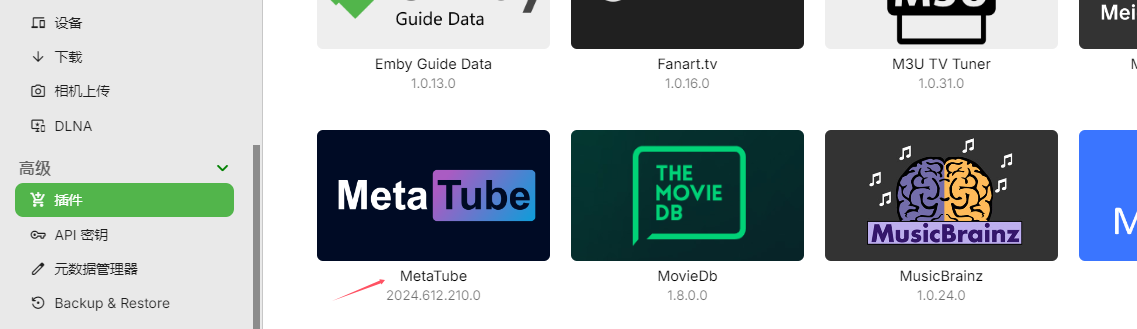 设备
下载
相机上传
DLNA
高级
插件
API 密钥
元数据管理器
Backup & Restore
Guide Data
M3U
Mei
Emby Guide Data
1.0.13.0
Fanart.tv
1.0.16.0
M3U TV Tuner
1.0.31.0
MetaTube
THE
MOVIE
DB
MusicBrainz
MetaTube
2024.612.210.0
MovieDb
1.8.0.0
MusicBrainz
1.0.24.0